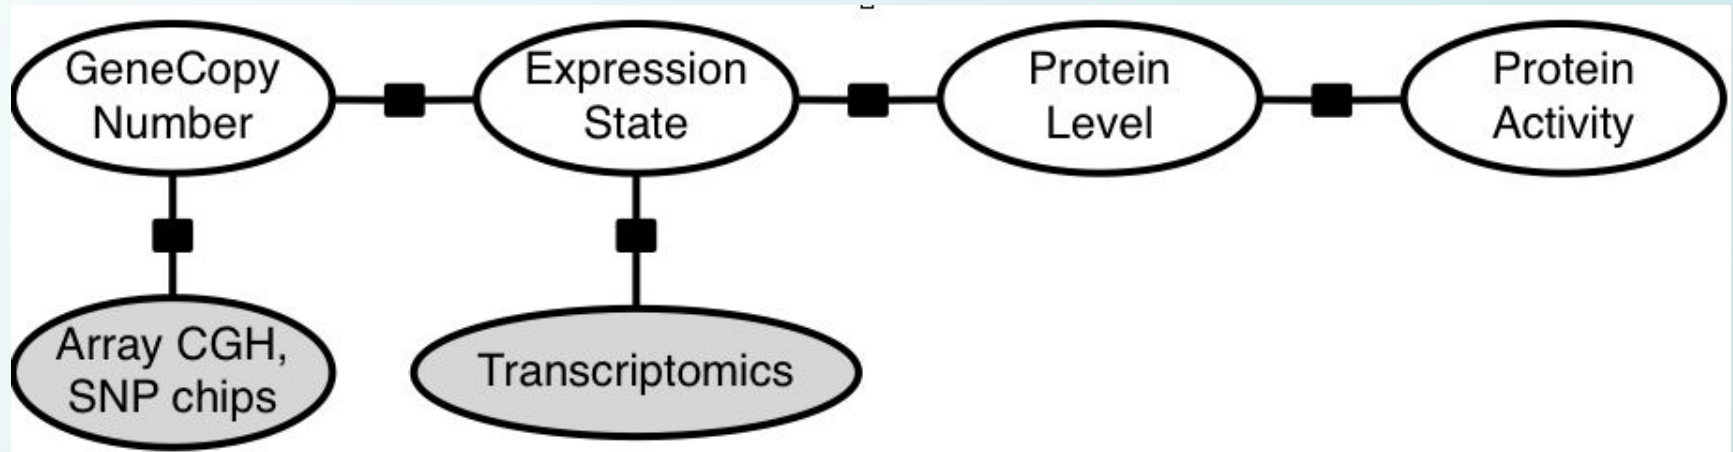 GeneCopy
Number
Expression
State
Protein
Level
Protein
Activity
Array CGH,
SNP chips
Transcriptomics